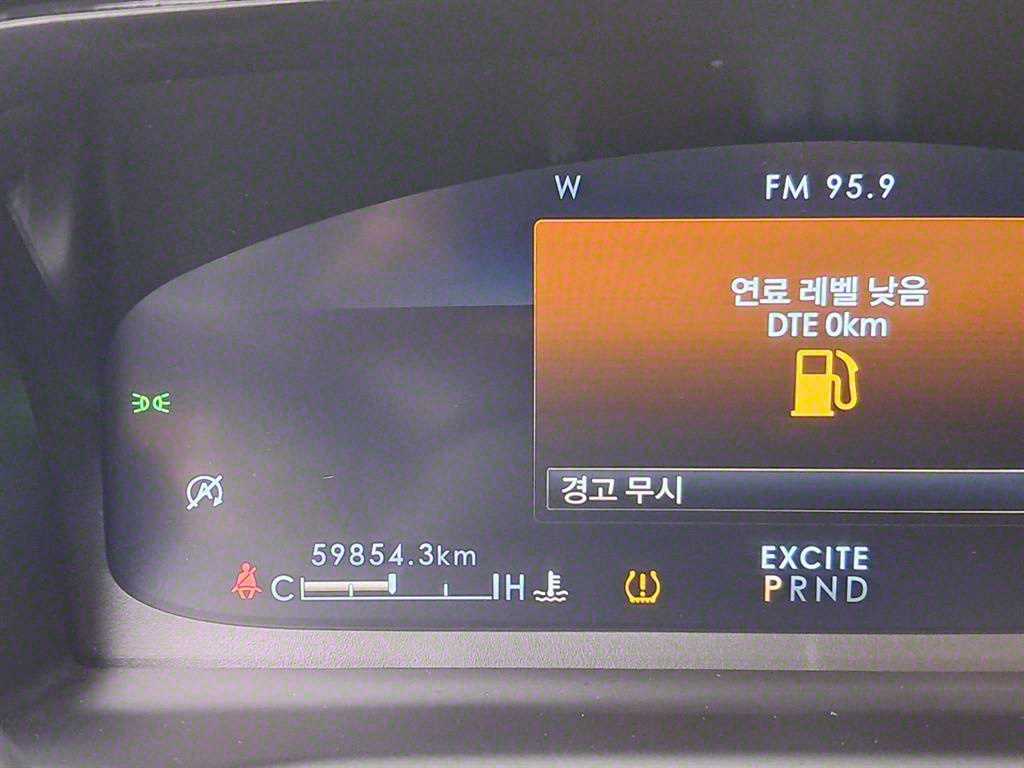 W
FM 95.9
연료 레벨 낮음
DTE 0km
경고 무시
59854.3km
C H
EXCITE
PRND